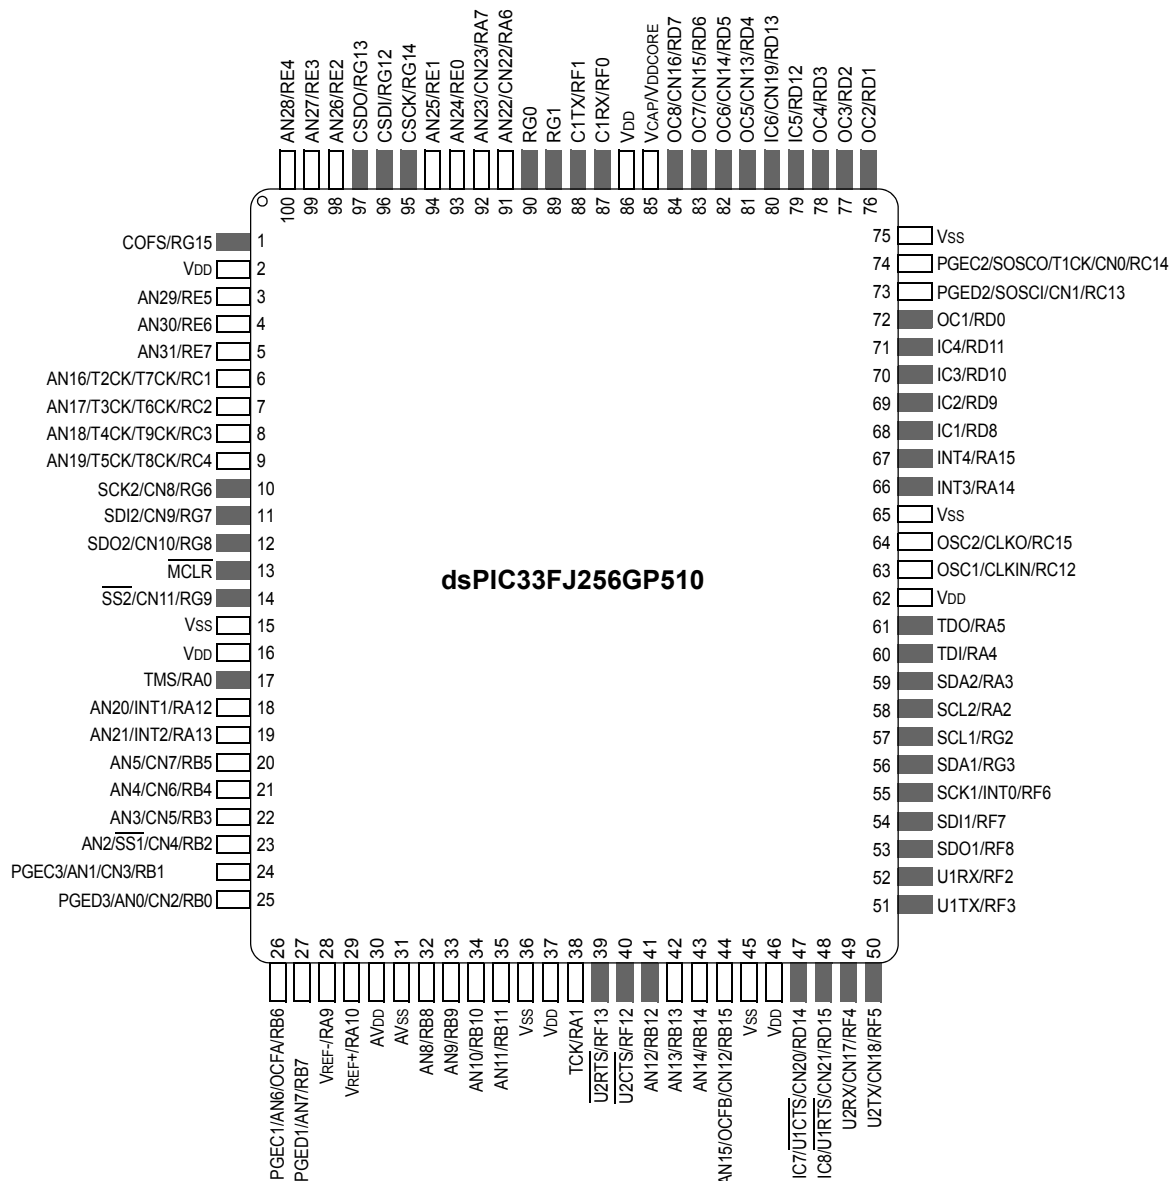 AN28/RE4
AN27/RE3
AN26/RE2
CSDO/RG13
CSDI/RG12
CSCK/RG14
AN25/RE1
AN24/RE0
AN23/CN23/RA7
AN22/CN22/RA6
RG0
RG1
C1TX/RF1
C1RX/RF0
VDD
VCAP/VDDCORE
OC8/CN16/RD7
OC7/CN15/RD6
OC6/CN14/RD5
OC5/CN13/RD4
IC6/CN19/RD13
IC5/RD12
OC4/RD3
OC3/RD2
OC2/RD1
100 99 98 97 96 95 94 93 92 91 90 89 88 87 86 85 84 83 82 81 80 79 78 77 76
COFS/RG15 1
VDD 2
AN29/RE5 3
AN30/RE6 4
AN31/RE7 5
AN16/T2CK/T7CK/RC1 6
AN17/T3CK/T6CK/RC2 7
AN18/T4CK/T9CK/RC3 8
AN19/T5CK/T8CK/RC4 9
SCK2/CN8/RG6 10
SDI2/CN9/RG7 11
SDO2/CN10/RG8 12
MCLR 13
SS2/CN11/RG9 14
VSS 15
VDD 16
TMS/RA0 17
AN20/INT1/RA12 18
AN21/INT2/RA13 19
AN5/CN7/RB5 20
AN4/CN6/RB4 21
AN3/CN5/RB3 22
AN2/SS1/CN4/RB2 23
PGEC3/AN1/CN3/RB1 24
PGED3/AN0/CN2/RB0 25
dsPIC33FJ256GP510
75 VSS
74 PGEC2/SOSCO/T1CK/CN0/RC14
73 PGED2/SOSCI/CN1/RC13
72 OC1/RD0
71 IC4/RD11
70 IC3/RD10
69 IC2/RD9
68 IC1/RD8
67 INT4/RA15
66 INT3/RA14
65 VSS
64 OSC2/CLKO/RC15
63 OSC1/CLKIN/RC12
62 VDD
61 TDO/RA5
60 TDI/RA4
59 SDA2/RA3
58 SCL2/RA2
57 SCL1/RG2
56 SDA1/RG3
55 SCK1/INT0/RF6
54 SDI1/RF7
53 SDO1/RF8
52 U1RX/RF2
51 U1TX/RF3
26 27 28 29 30 31 32 33 34 35 36 37 38 39 40 41 42 43 44 45 46 47 48 49 50
PGEC1/AN6/OCFA/RB6
PGED1/AN7/RB7
VREF-/RA9
VREF+/RA10
AVDD
AVSS
AN8/RB8
AN9/RB9
AN10/RB10
AN11/RB11
VSS
VDD
TCK/RA1
U2RTS/RF13
U2CTS/RF12
AN12/RB12
AN13/RB13
AN14/RB14
AN15/OCFB/CN12/RB15
VSS
VDD
IC7/U1CTS/CN20/RD14
IC8/U1RTS/CN21/RD15
U2RX/CN17/RF4
U2TX/CN18/RF5